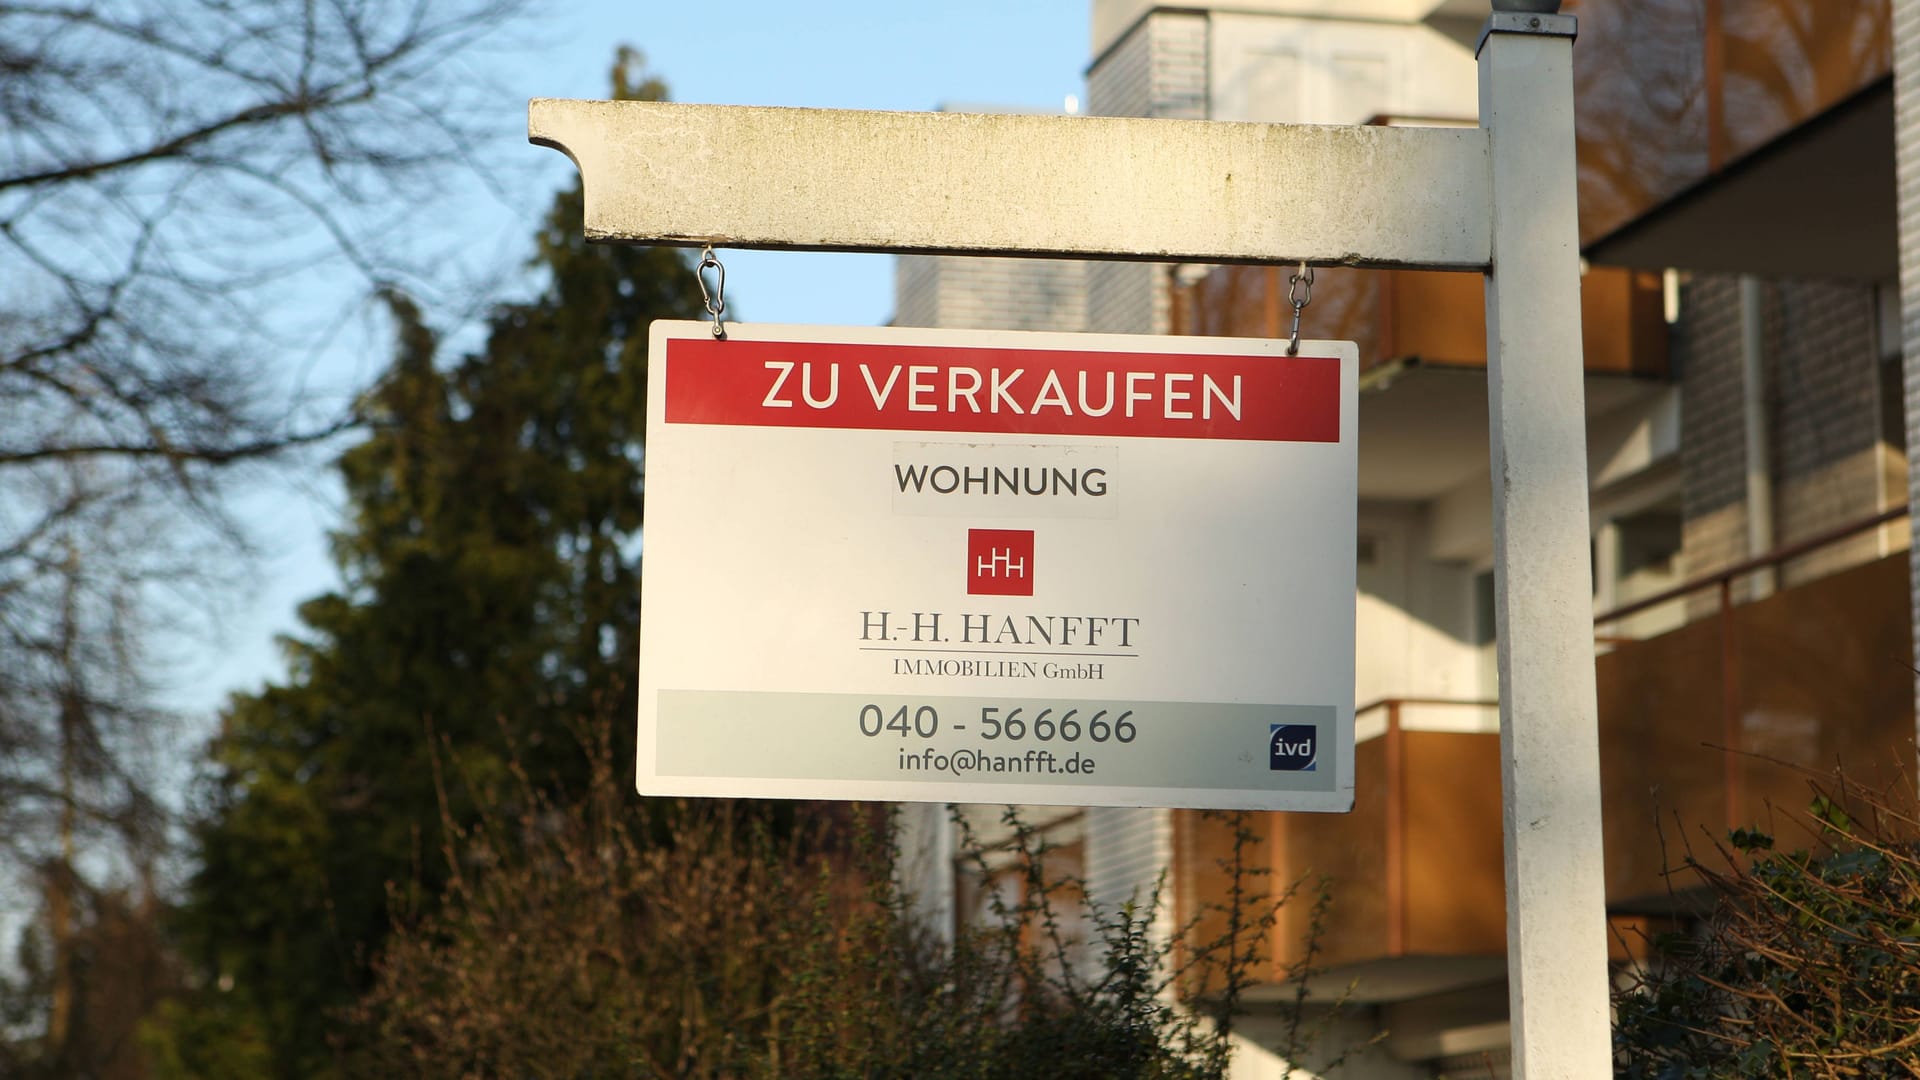 ZU VERKAUFEN
WOHNUNG
HHH
H.-H. HANFFT
IMMOBILIEN GmbH
040 - 56 66 66
info@hanfft.de
ivd